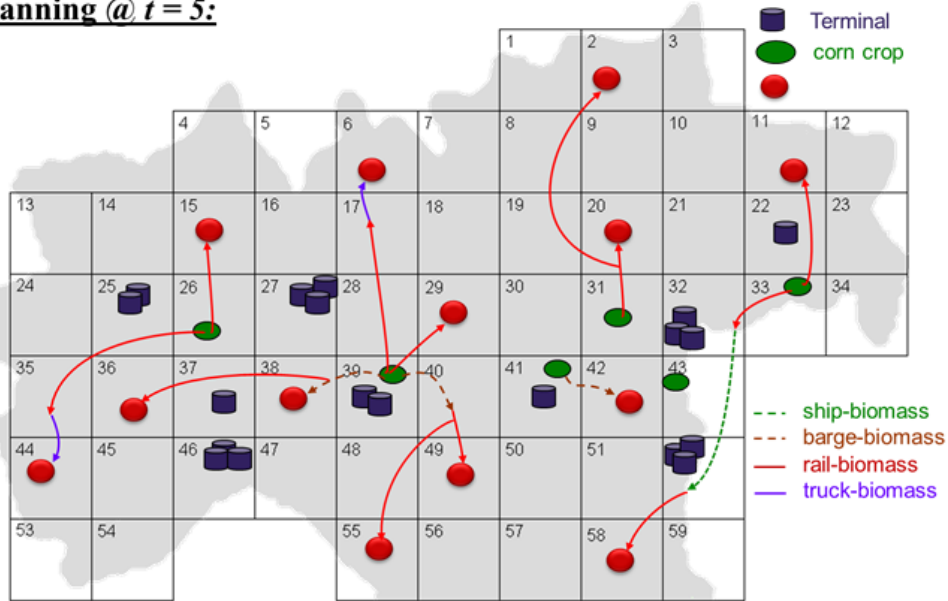 anning @ t = 5:
Terminal
corn crop
1 2 3
4 5 6 7 8 9 10 11 12
13 14 15 16 17 18 19 20 21 22 23
24 25 26 27 28 29 30 31 32 33 34
35 36 37 38 39 40 41 42 43
44 45 46 47 48 49 50 51
53 54 55 56 57 58 59
ship-biomass
barge-biomass
rail-biomass
truck-biomass